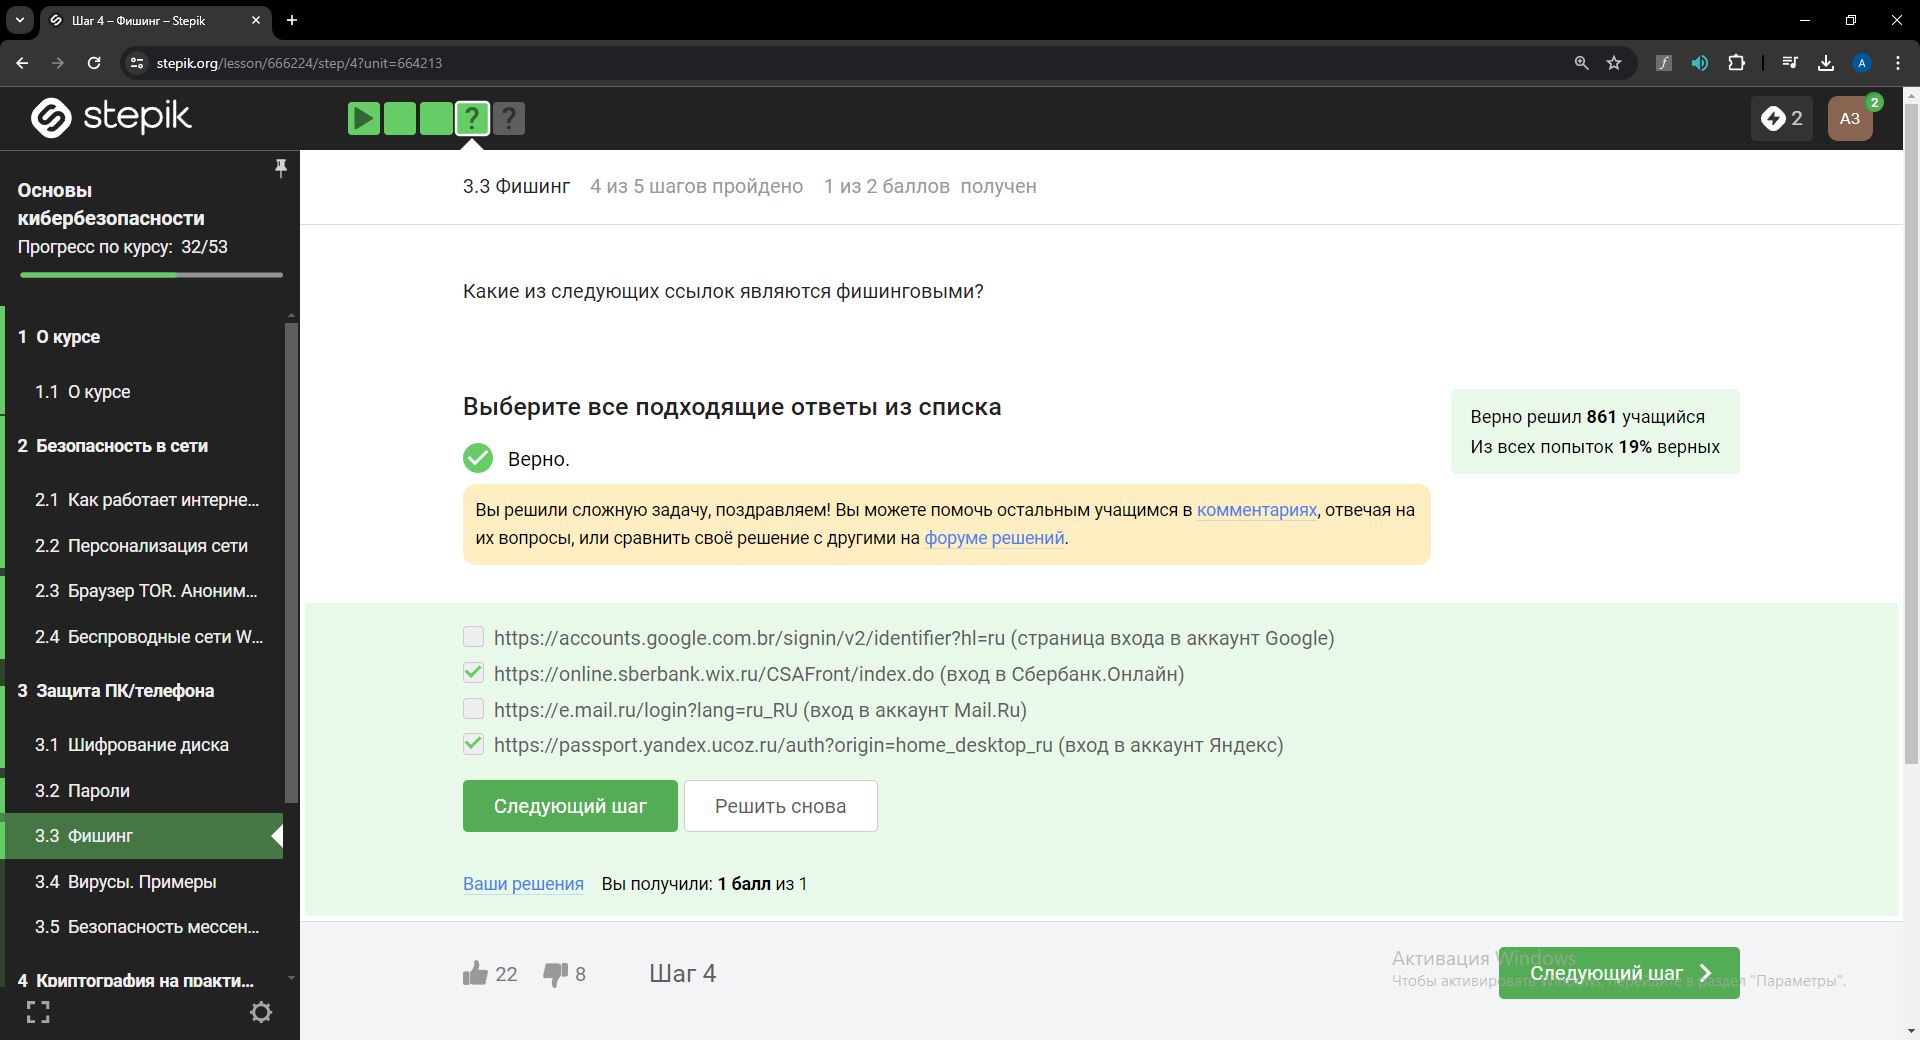 Шаг 4 – Фишинг – Stepik
stepik.org/lesson/666224/step/4?unit=664213
A
stepik
?
?
2
АЗ
2
Основы
кибербезопасности
Прогресс по курсу: 32/53
1 О курсе
1.1 О курсе
2 Безопасность в сети
2.1 Как работает интерне...
2.2 Персонализация сети
2.3 Браузер TOR. Аноним...
2.4 Беспроводные сети W...
3 Защита ПК/телефона
3.1 Шифрование диска
3.2 Пароли
3.3 Фишинг
3.4 Вирусы. Примеры
3.5 Безопасность мессен...
4 Криптография на практи...
3.3 Фишинг 4 из 5 шагов пройдено 1 из 2 баллов получен
Какие из следующих ссылок являются фишинговыми?
Выберите все подходящие ответы из списка
Верно.
Верно решил 861 учащийся
Из всех попыток 19% верных
Вы решили сложную задачу, поздравляем! Вы можете помочь остальным учащимся в комментариях, отвечая на
их вопросы, или сравнить своё решение с другими на форуме решений.
https://accounts.google.com.br/signin/v2/identifier?hl=ru (страница входа в аккаунт Google)
https://online.sberbank.wix.ru/CSAFront/index.do (вход в Сбербанк.Онлайн)
https://e.mail.ru/login?lang=ru_RU (вход в аккаунт Mail.Ru)
https://passport.yandex.ucoz.ru/auth?origin=home_desktop_ru (вход в аккаунт Яндекс)
Следующий шаг
Решить снова
Ваши решения Вы получили: 1 балл из 1
22
8
Шаг 4
Следующий шаг
Активация Windows
Чтобы активировать Windows, перейдите в раздел "Параметры".